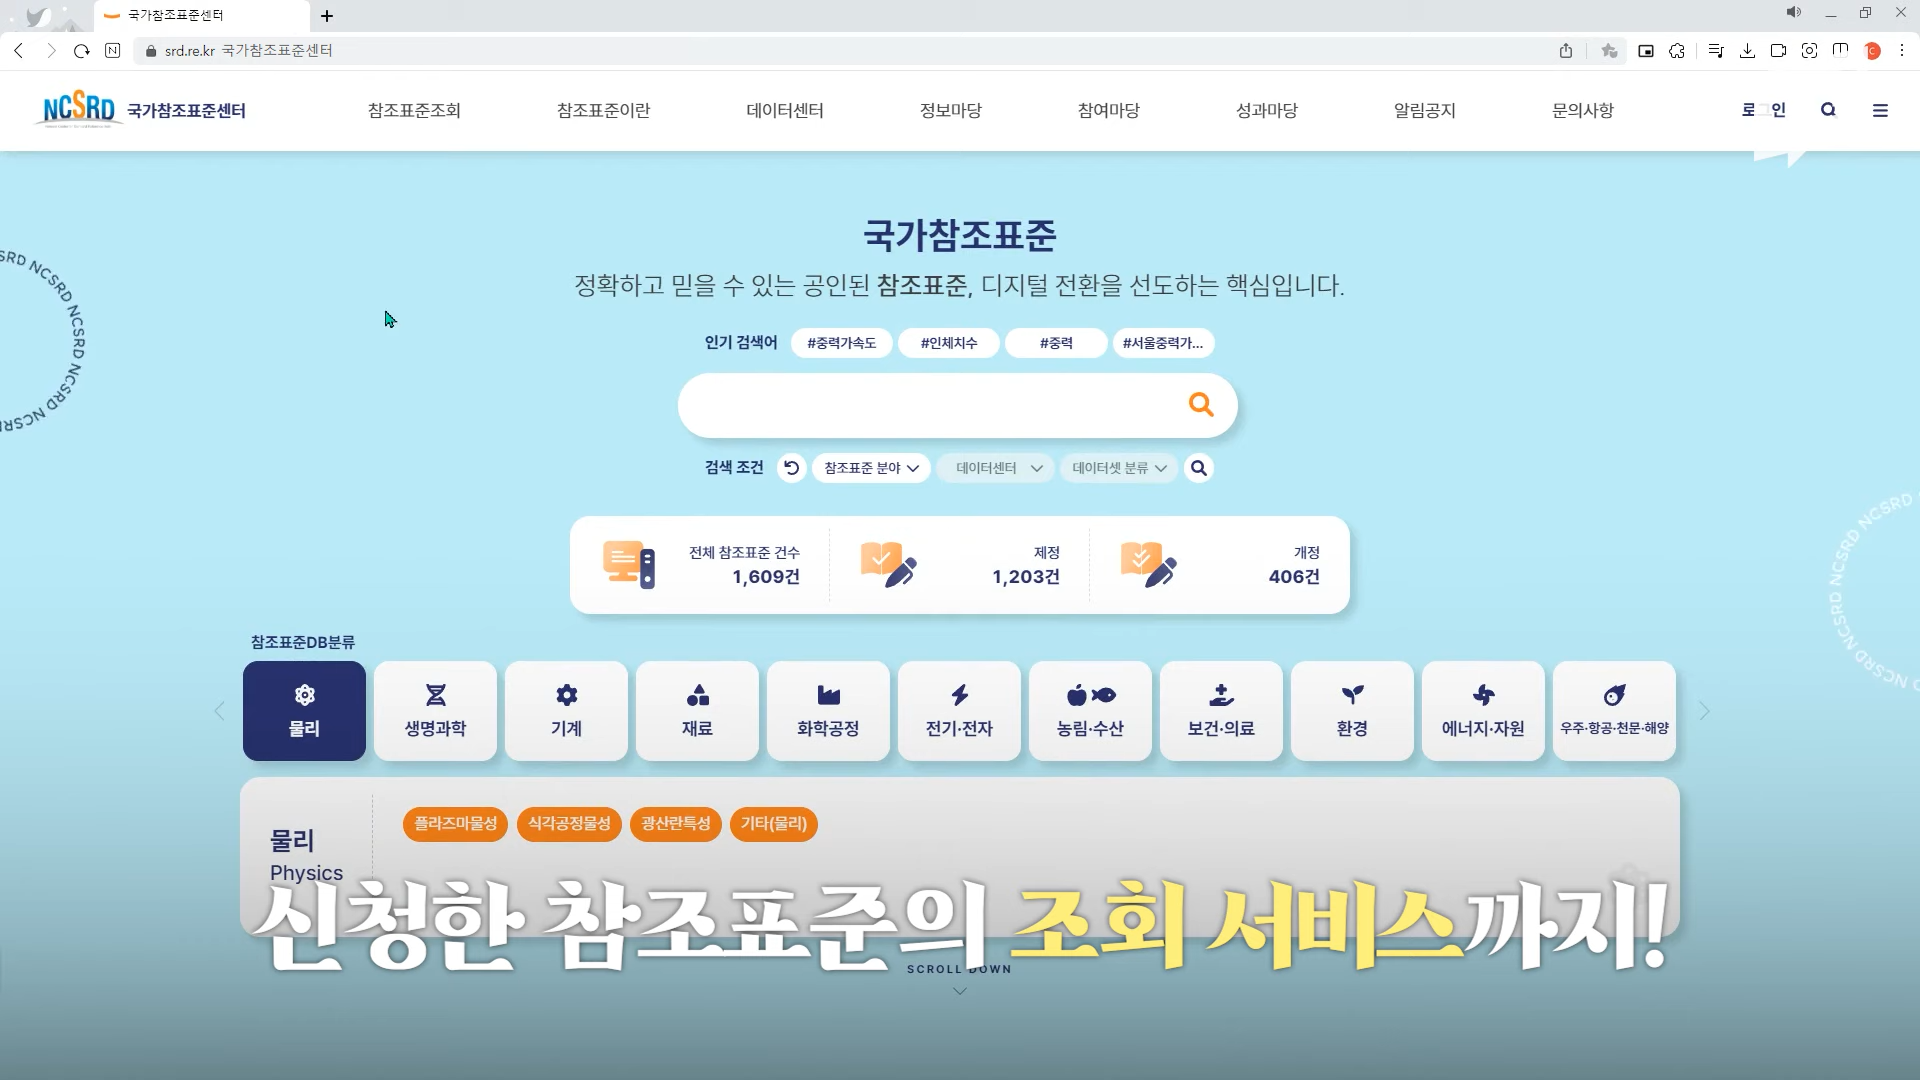 국가참조표준센터
srd.re.kr 국가참조표준센터
NCSRD 국가참조표준센터
참조표준조회 참조표준이란 데이터센터 정보마당 참여마당 성과마당 알림공지 문의사항 로그인
국가참조표준
정확하고 믿을 수 있는 공인된 참조표준, 디지털 전환을 선도하는 핵심입니다.
인기 검색어 #중력가속도 #인체치수 #중력 #서울중력가...
검색 조건 참조표준 분야 데이터센터 데이터셋 분류
전체 참조표준 건수 제정 개정
1,609건 1,203건 406건
참조표준DB분류
물리 생명과학 기계 재료 화학공정 전기·전자 농림·수산 보건·의료 환경 에너지·자원 우주·항공·천문·해양
플라즈마물성 식각공정물성 광산란특성 기타(물리)
물리
Physics
신청한 참조표준의 조회 서비스까지!
SCROLL DOWN
NCSRD NCSRD NCSRD
NCSRD NCSRD NCSRD